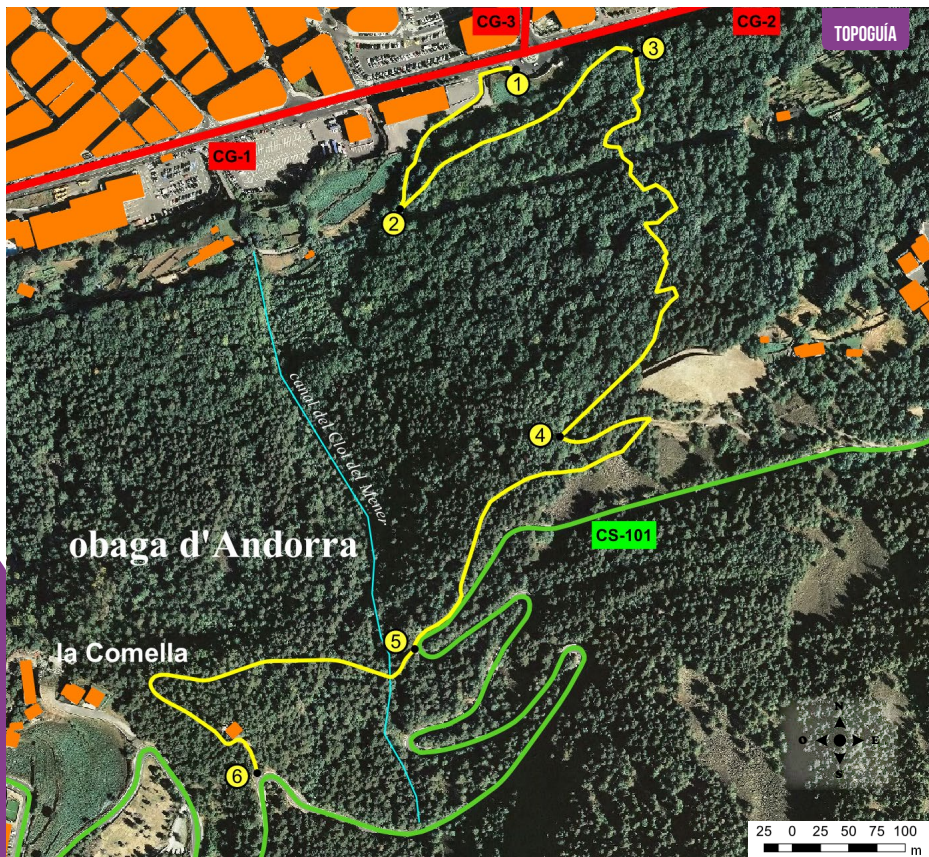 CG-3
CG-2
TOPOGUÍA
1
3
CG-1
2
canal del Clot del Mener
4
CS-101
obaga d'Andorra
5
la Comella
N
O E
S
6
25 0 25 50 75 100
m